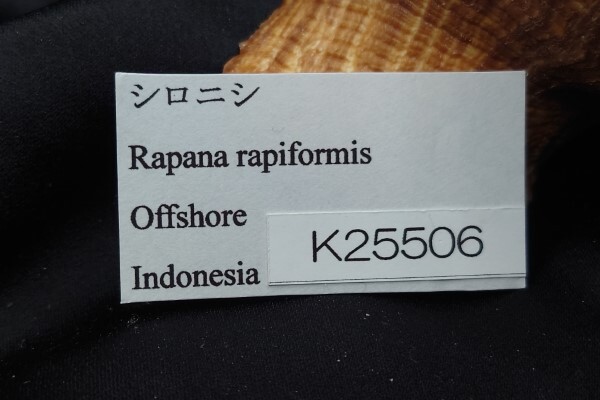 シロニシ
Rapana rapiformis
Offshore
K25506
Indonesia